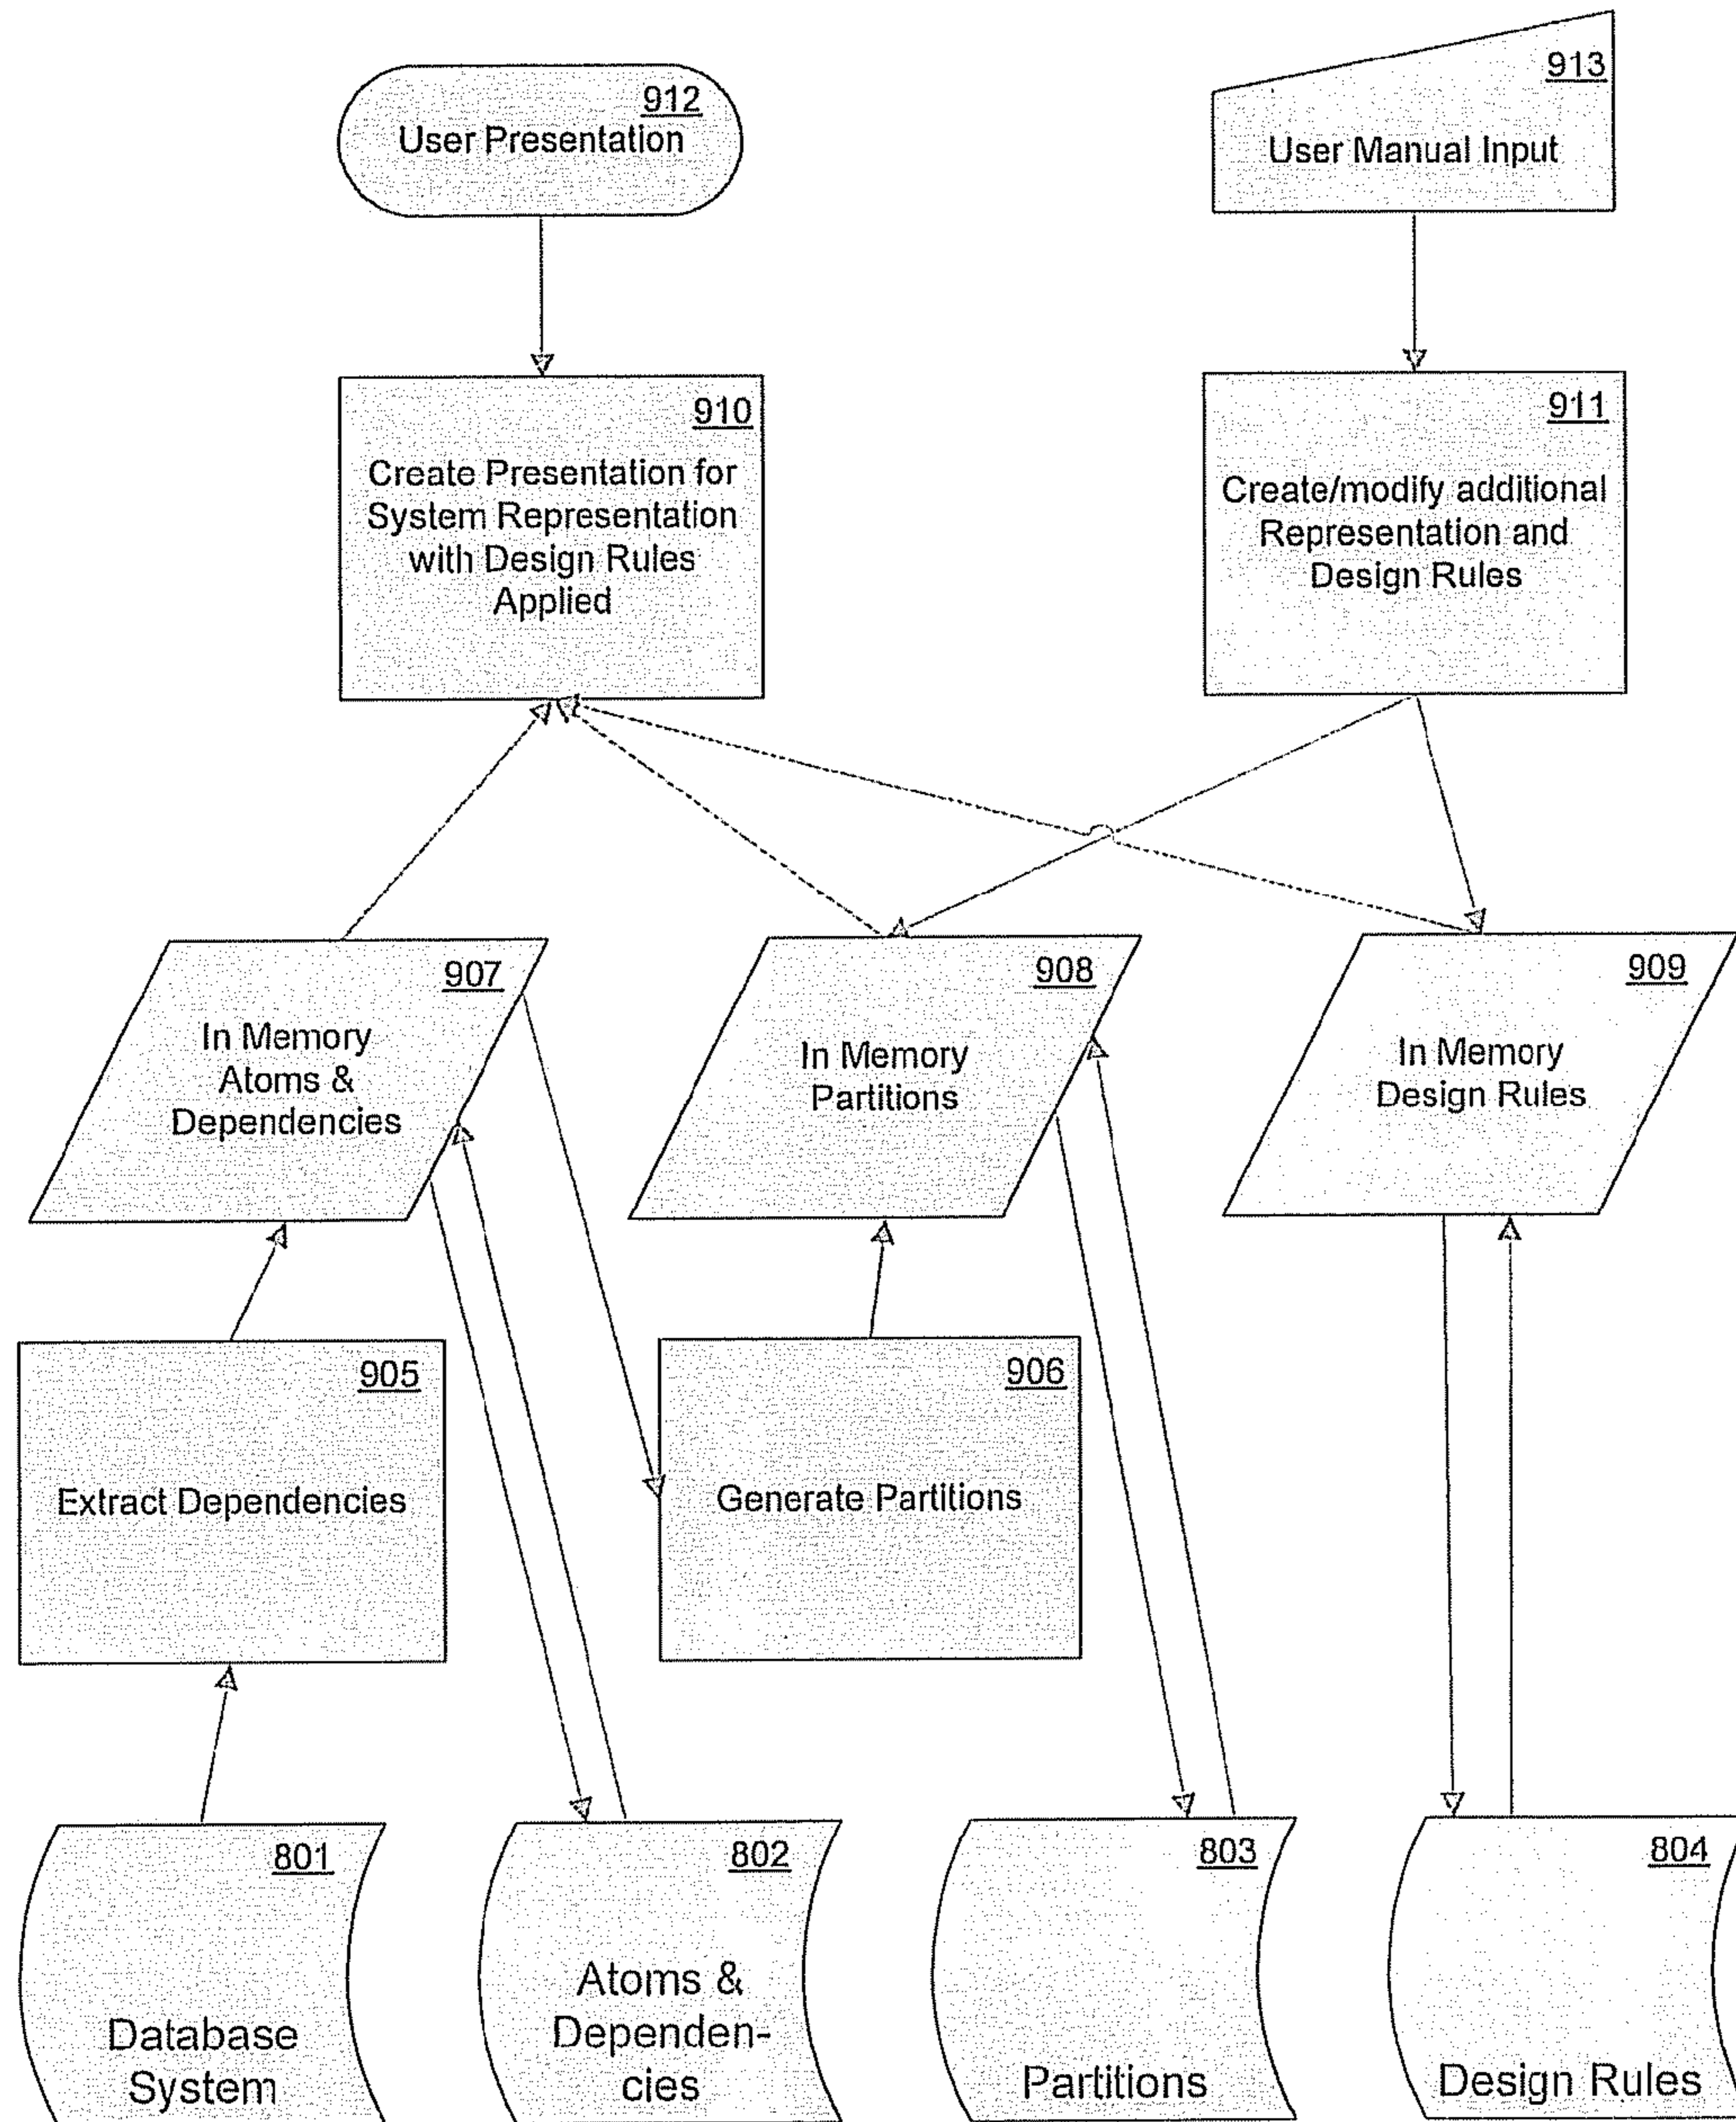 912
User Presentation
913
User Manual Input
910
Create Presentation for
System Representation
with Design Rules
Applied
911
Create/modify additional
Representation and
Design Rules
907
In Memory
Atoms &
Dependencies
908
In Memory
Partitions
909
In Memory
Design Rules
905
Extract Dependencies
906
Generate Partitions
801
Database
System
802
Atoms &
Dependen-
cies
803
Partitions
804
Design Rules